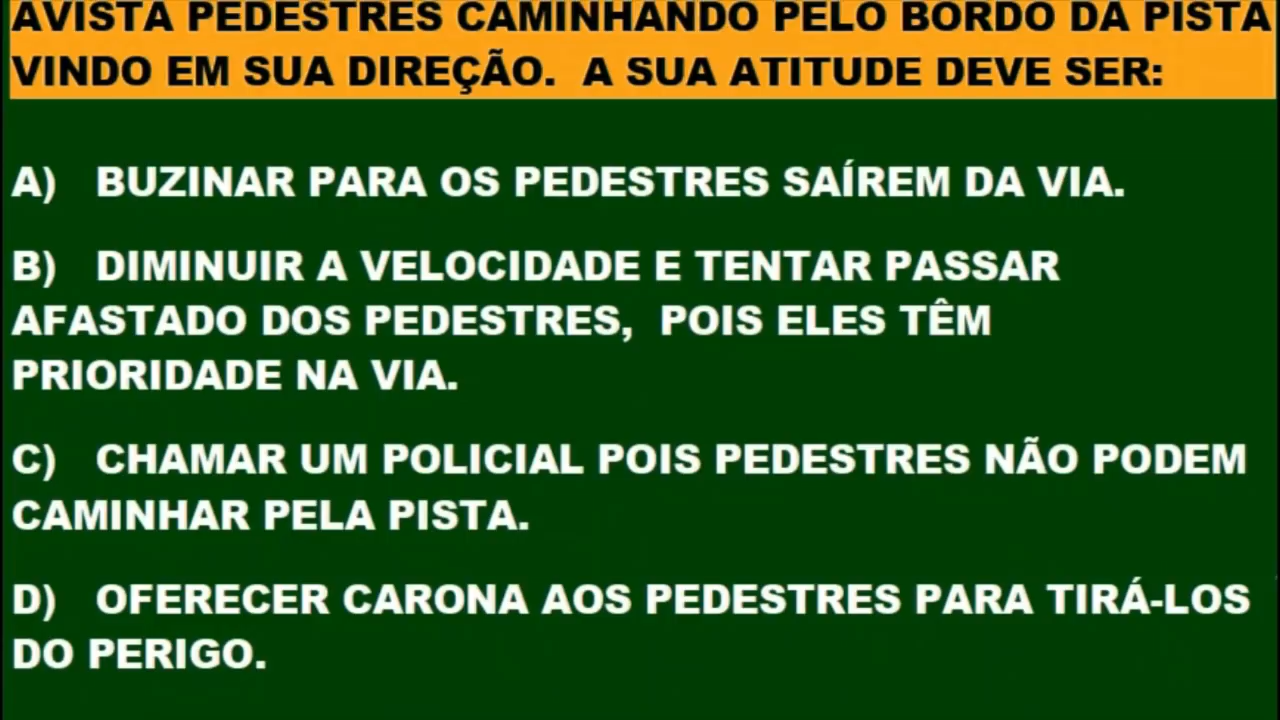 AVISTA PEDESTRES CAMINHANDO PELO BORDO DA PISTA
VINDO EM SUA DIREÇÃO. A SUA ATITUDE DEVE SER:
A) BUZINAR PARA OS PEDESTRES SAÍREM DA VIA.
B) DIMINUIR A VELOCIDADE E TENTAR PASSAR
AFASTADO DOS PEDESTRES, POIS ELES TÊM
PRIORIDADE NA VIA.
C) CHAMAR UM POLICIAL POIS PEDESTRES NÃO PODEM
CAMINHAR PELA PISTA.
D) OFERECER CARONA AOS PEDESTRES PARA TIRÁ-LOS
DO PERIGO.